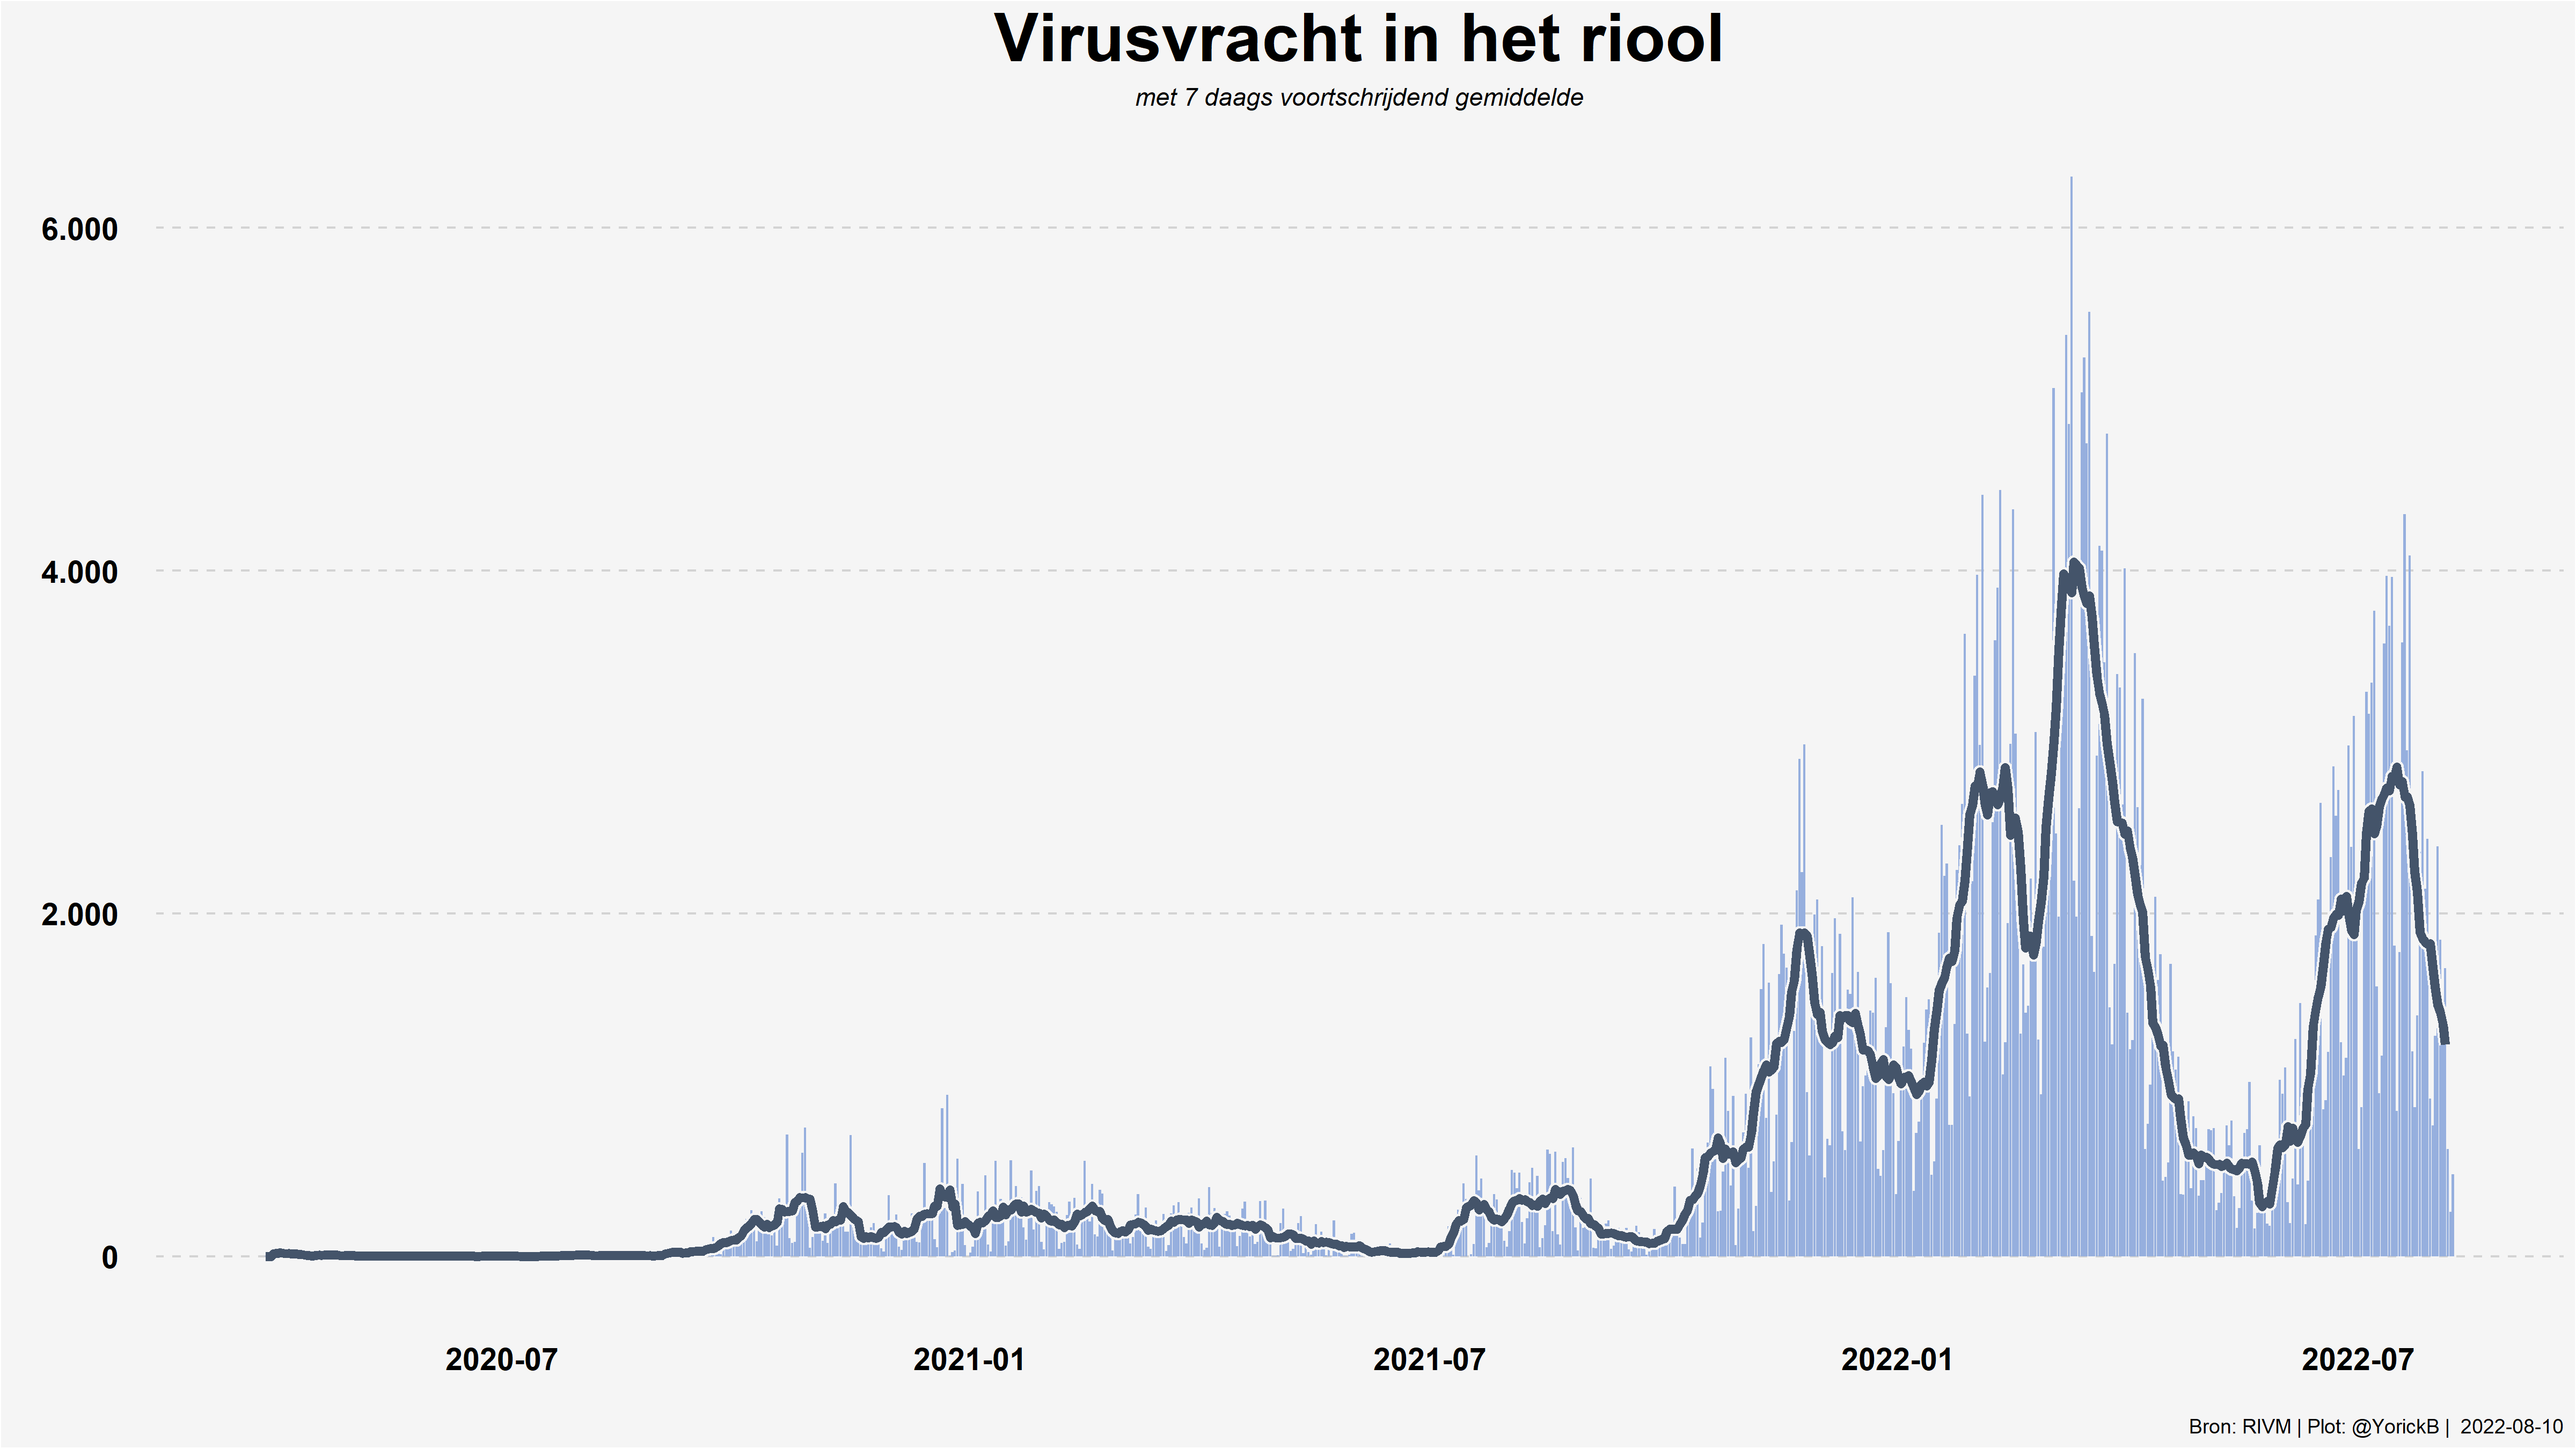 Virusvracht in het riool
met 7 daags voortschrijdend gemiddelde
6.000
4.000
2.000
0
2020-07 2021-01 2021-07 2022-01 2022-07
Bron: RIVM | Plot: @YorickB | 2022-08-10